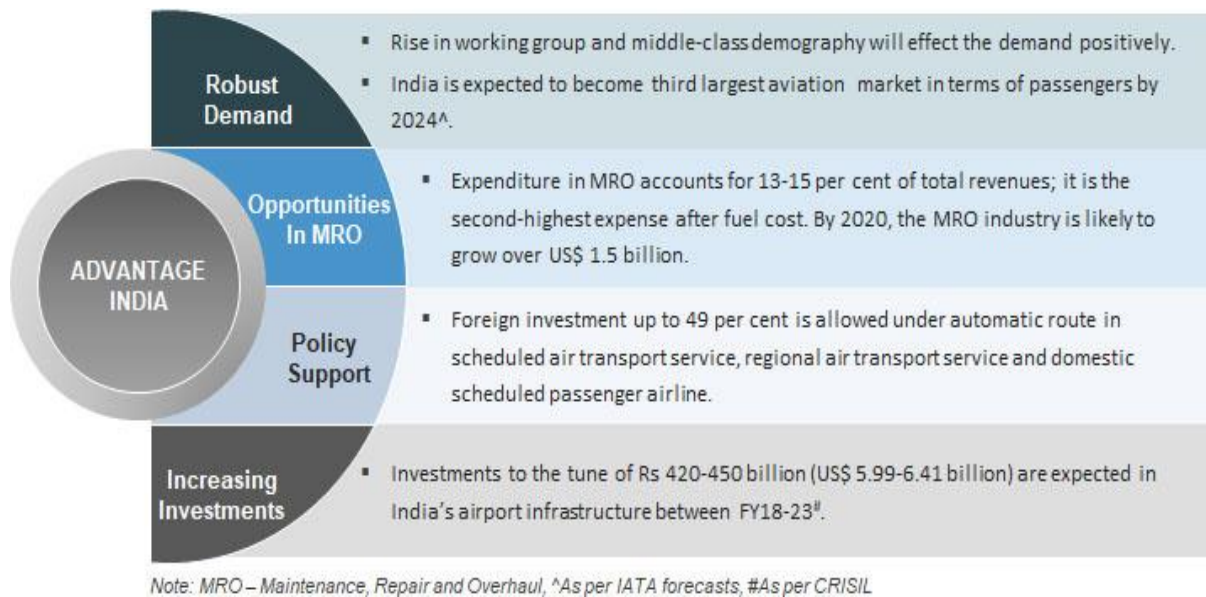 ADVANTAGE
INDIA
Robust
Demand
▪ Rise in working group and middle-class demography will effect the demand positively.
▪ India is expected to become third largest aviation market in terms of passengers by
2024^.
Opportunities
In MRO
▪ Expenditure in MRO accounts for 13-15 per cent of total revenues; it is the
second-highest expense after fuel cost. By 2020, the MRO industry is likely to
grow over US$ 1.5 billion.
Policy
Support
▪ Foreign investment up to 49 per cent is allowed under automatic route in
scheduled air transport service, regional air transport service and domestic
scheduled passenger airline.
Increasing
Investments
▪ Investments to the tune of Rs 420-450 billion (US$ 5.99-6.41 billion) are expected in
India's airport infrastructure between FY18-23#.
Note: MRO – Maintenance, Repair and Overhaul, ^As per IATA forecasts, #As per CRISIL